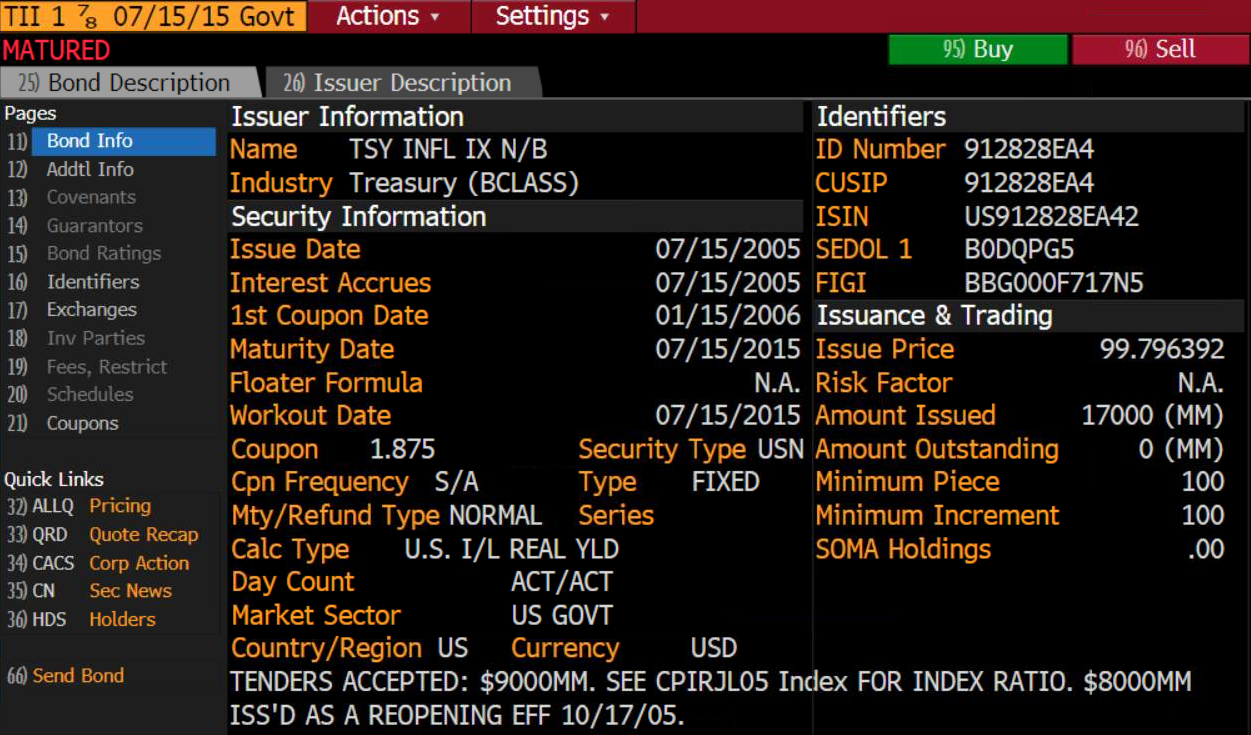 TII 1 ⅞ 07/15/15 Govt Actions ▾ Settings ▾
MATURED 95) Buy 96) Sell
25) Bond Description 26) Issuer Description
Pages
11) Bond Info
12) Addtl Info
13) Covenants
14) Guarantors
15) Bond Ratings
16) Identifiers
17) Exchanges
18) Inv Parties
19) Fees, Restrict
20) Schedules
21) Coupons
Quick Links
32) ALLQ Pricing
33) QRD Quote Recap
34) CACS Corp Action
35) CN Sec News
36) HDS Holders
66) Send Bond
Issuer Information
Name TSY INFL IX N/B
Industry Treasury (BCLASS)
Security Information
Issue Date 07/15/2005
Interest Accrues 07/15/2005
1st Coupon Date 01/15/2006
Maturity Date 07/15/2015
Floater Formula N.A.
Workout Date 07/15/2015
Coupon 1.875 Security Type USN
Cpn Frequency S/A Type FIXED
Mty/Refund Type NORMAL Series
Calc Type U.S. I/L REAL YLD
Day Count ACT/ACT
Market Sector US GOVT
Country/Region US Currency USD
TENDERS ACCEPTED: $9000MM. SEE CPIRJL05 Index FOR INDEX RATIO. $8000MM
ISS'D AS A REOPENING EFF 10/17/05.
Identifiers
ID Number 912828EA4
CUSIP 912828EA4
ISIN US912828EA42
SEDOL 1 B0DQPG5
FIGI BBG000F717N5
Issuance & Trading
Issue Price 99.796392
Risk Factor N.A.
Amount Issued 17000 (MM)
Amount Outstanding 0 (MM)
Minimum Piece 100
Minimum Increment 100
SOMA Holdings .00